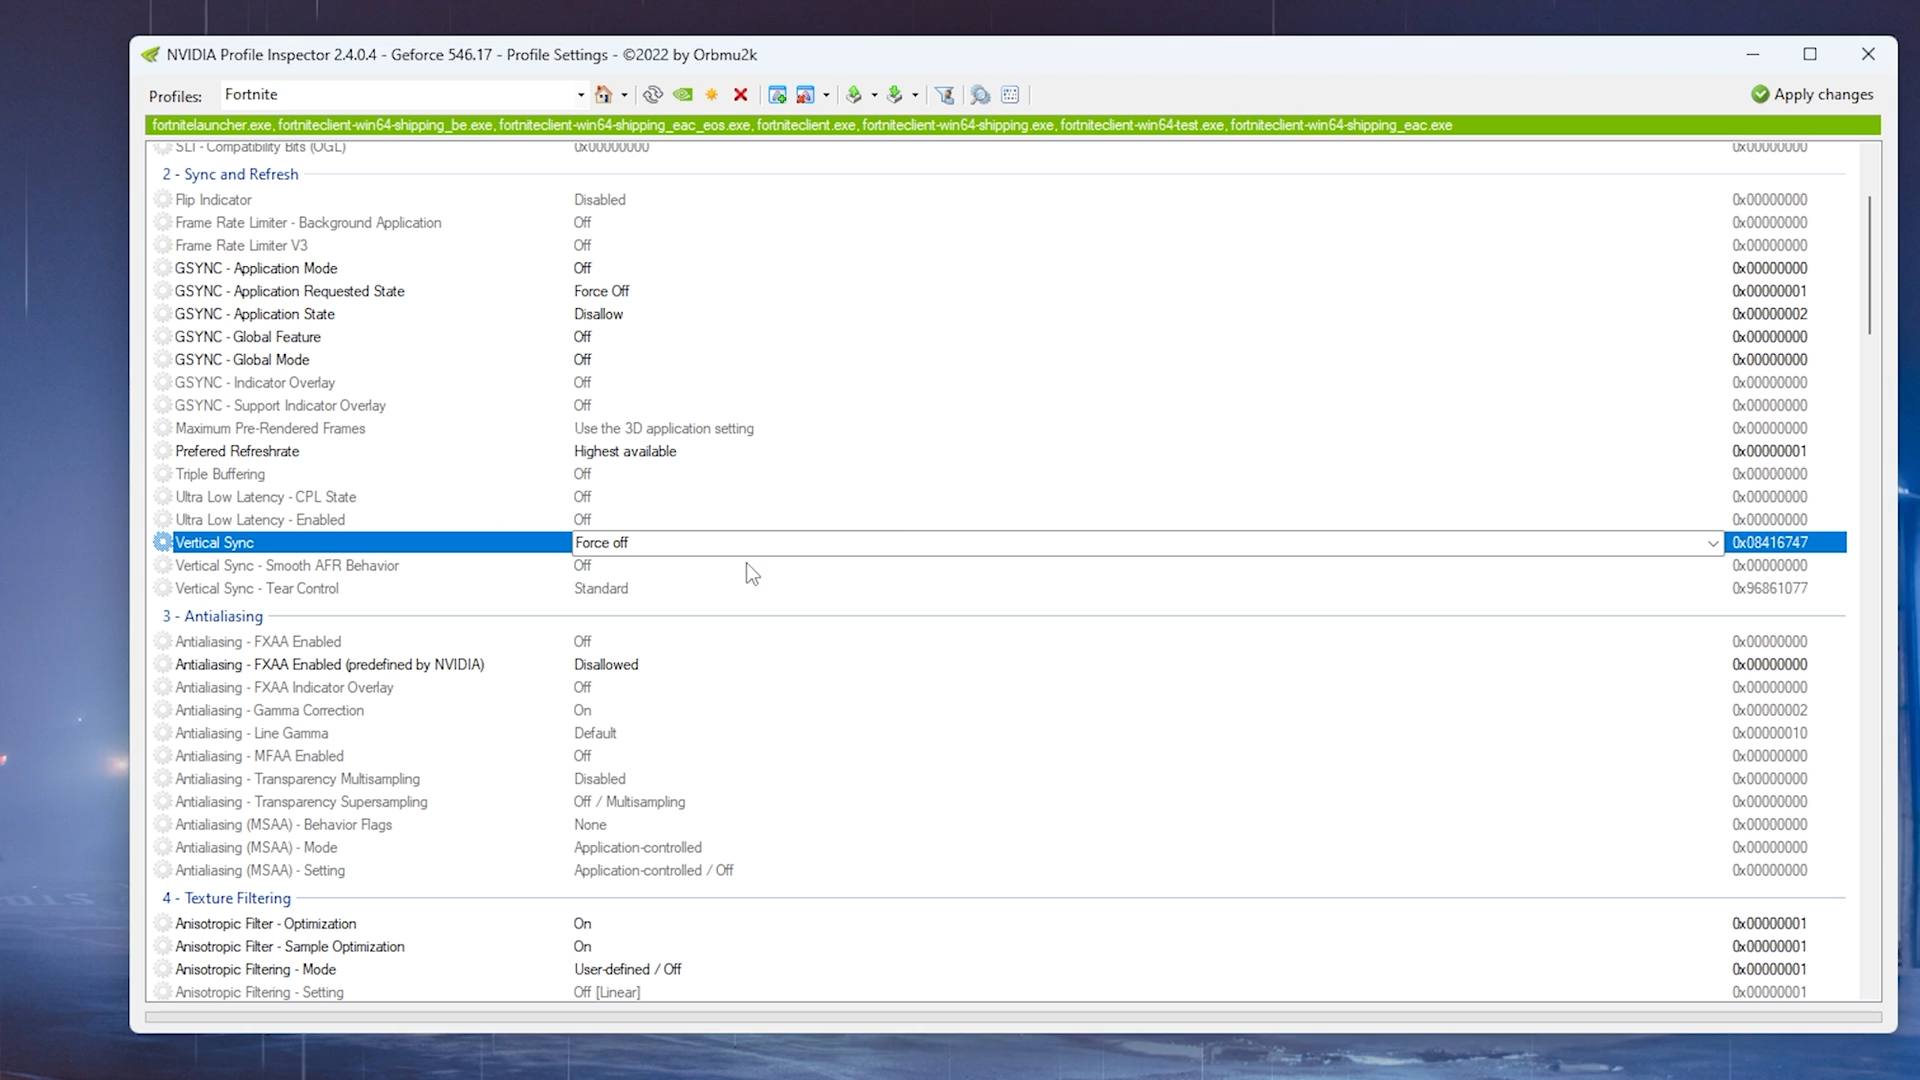 NVIDIA Profile Inspector 2.4.0.4 - Geforce 546.17 - Profile Settings - ©2022 by Orbmu2k
Profiles: Fortnite Apply changes
fortnitelauncher.exe, fortniteclient-win64-shipping_be.exe, fortniteclient-win64-shipping_eac_eos.exe, fortniteclient.exe, fortniteclient-win64-shipping.exe, fortniteclient-win64-test.exe, fortniteclient-win64-shipping_eac.exe
SLI - Compatibility Bits (OGL) 0x00000000 0x00000000
2 - Sync and Refresh
Flip Indicator Disabled 0x00000000
Frame Rate Limiter - Background Application Off 0x00000000
Frame Rate Limiter V3 Off 0x00000000
GSYNC - Application Mode Off 0x00000000
GSYNC - Application Requested State Force Off 0x00000001
GSYNC - Application State Disallow 0x00000002
GSYNC - Global Feature Off 0x00000000
GSYNC - Global Mode Off 0x00000000
GSYNC - Indicator Overlay Off 0x00000000
GSYNC - Support Indicator Overlay Off 0x00000000
Maximum Pre-Rendered Frames Use the 3D application setting 0x00000000
Prefered Refreshrate Highest available 0x00000001
Triple Buffering Off 0x00000000
Ultra Low Latency - CPL State Off 0x00000000
Ultra Low Latency - Enabled Off 0x00000000
Vertical Sync Force off 0x08416747
Vertical Sync - Smooth AFR Behavior Off 0x00000000
Vertical Sync - Tear Control Standard 0x96861077
3 - Antialiasing
Antialiasing - FXAA Enabled Off 0x00000000
Antialiasing - FXAA Enabled (predefined by NVIDIA) Disallowed 0x00000000
Antialiasing - FXAA Indicator Overlay Off 0x00000000
Antialiasing - Gamma Correction On 0x00000002
Antialiasing - Line Gamma Default 0x00000010
Antialiasing - MFAA Enabled Off 0x00000000
Antialiasing - Transparency Multisampling Disabled 0x00000000
Antialiasing - Transparency Supersampling Off / Multisampling 0x00000000
Antialiasing (MSAA) - Behavior Flags None 0x00000000
Antialiasing (MSAA) - Mode Application-controlled 0x00000000
Antialiasing (MSAA) - Setting Application-controlled / Off 0x00000000
4 - Texture Filtering
Anisotropic Filter - Optimization On 0x00000001
Anisotropic Filter - Sample Optimization On 0x00000001
Anisotropic Filtering - Mode User-defined / Off 0x00000001
Anisotropic Filtering - Setting Off [Linear] 0x00000001